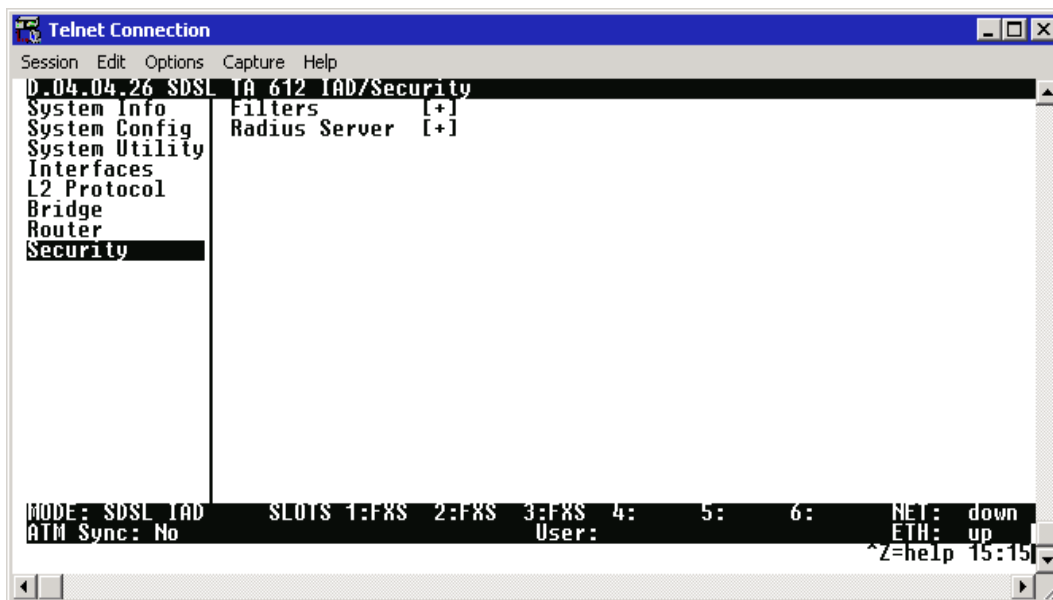 Telnet Connection
Session Edit Options Capture Help
D.04.04.26 SDSL TA 612 IAD/Security
System Info Filters [+]
System Config Radius Server [+]
System Utility
Interfaces
L2 Protocol
Bridge
Router
Security
MODE: SDSL IAD SLOTS 1:FXS 2:FXS 3:FXS 4: 5: 6: NET: down
ATM Sync: No User: ETH: up
^Z=help 15:15